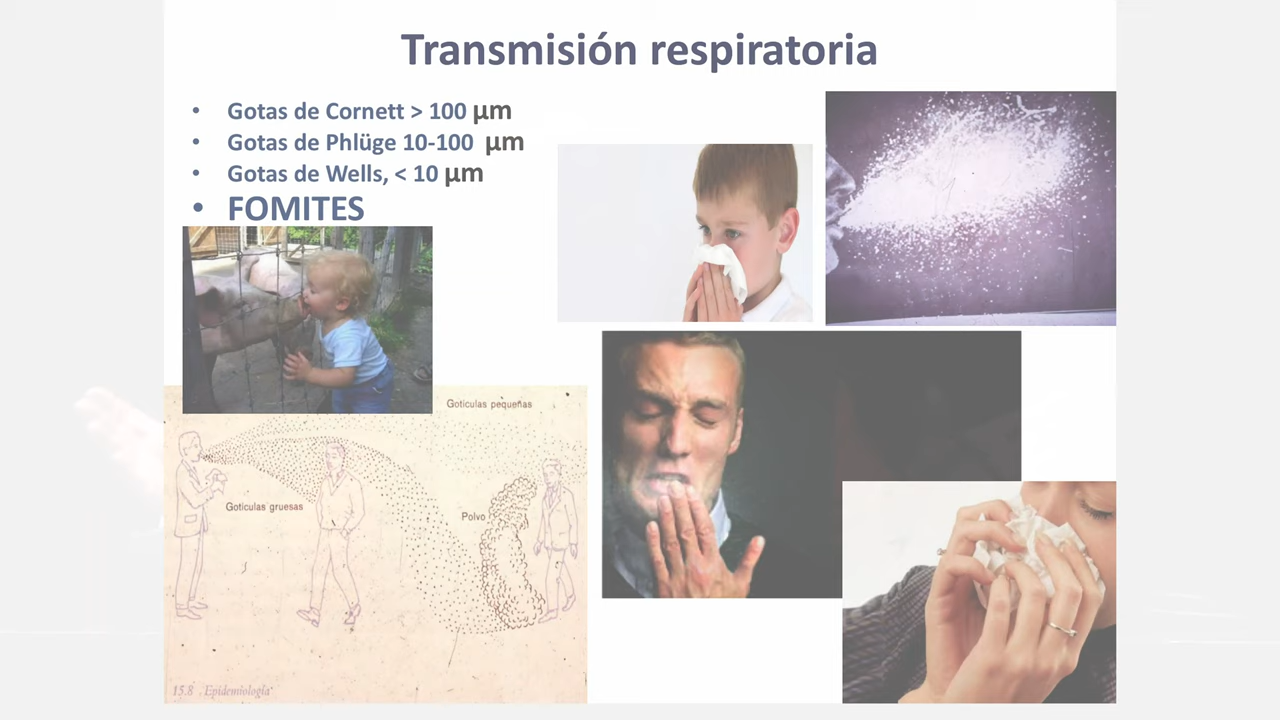 Transmisión respiratoria
• Gotas de Cornett > 100 µm
• Gotas de Phlüge 10-100 µm
• Gotas de Wells, < 10 µm
• FOMITES
Goticulas pequeñas
Goticulas gruesas
Polvo
15.8 Epidemiología